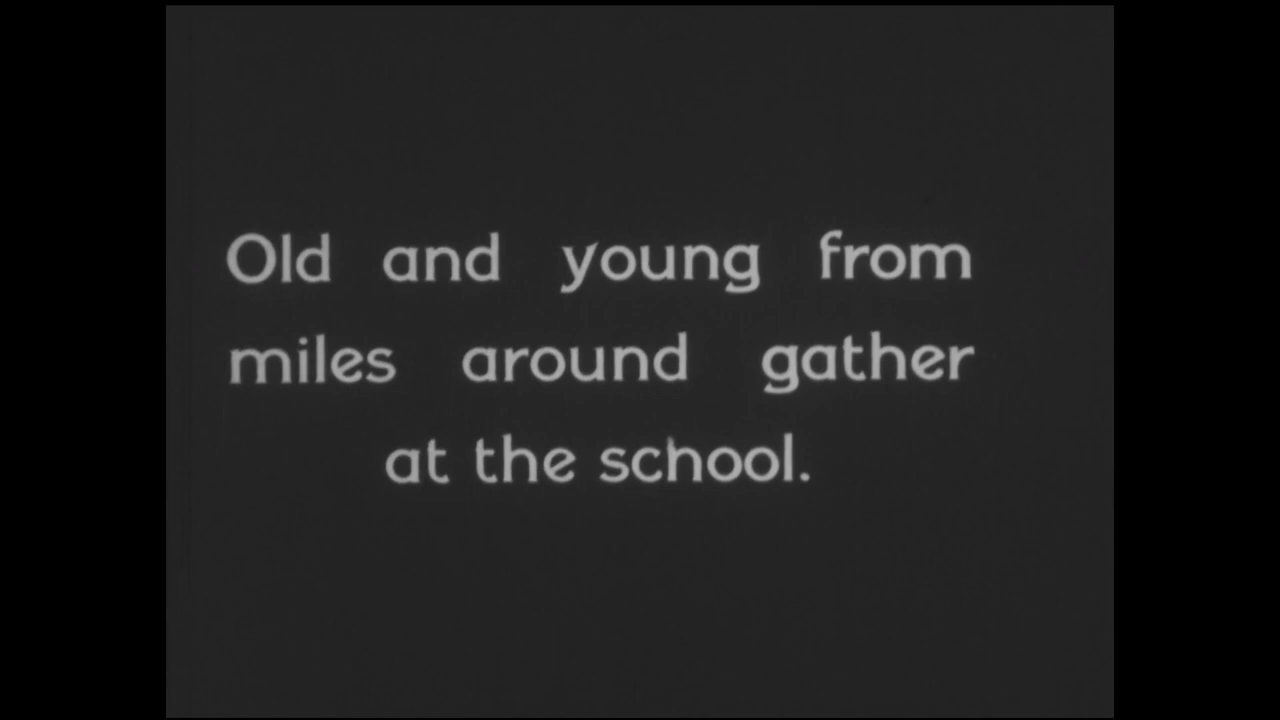 Old and young from
miles around gather
at the school.